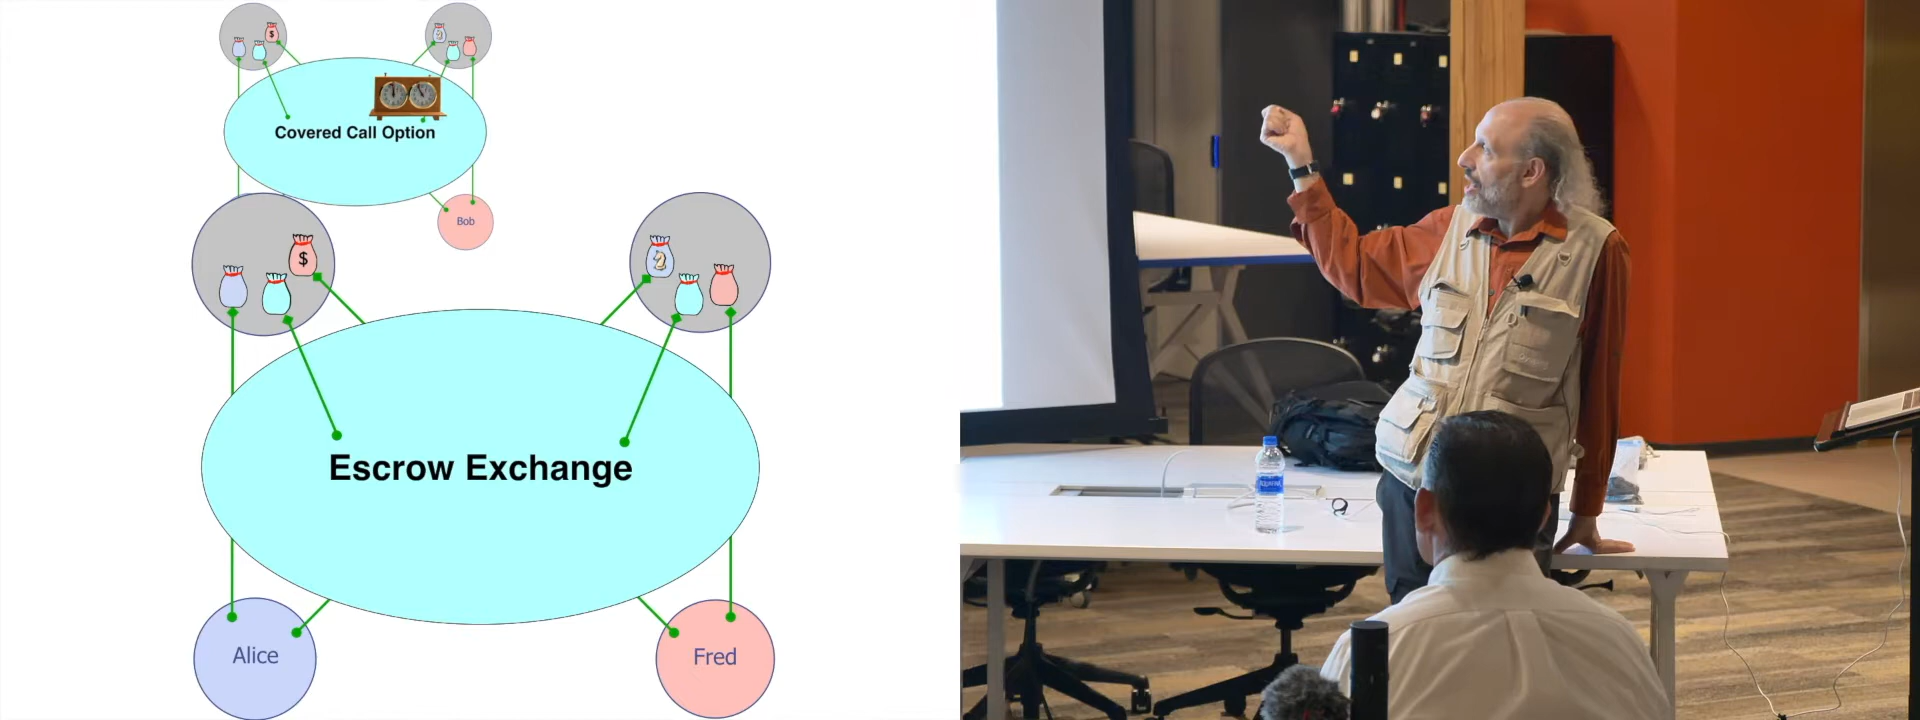 $
Covered Call Option
Bob
$
Escrow Exchange
Alice
Fred